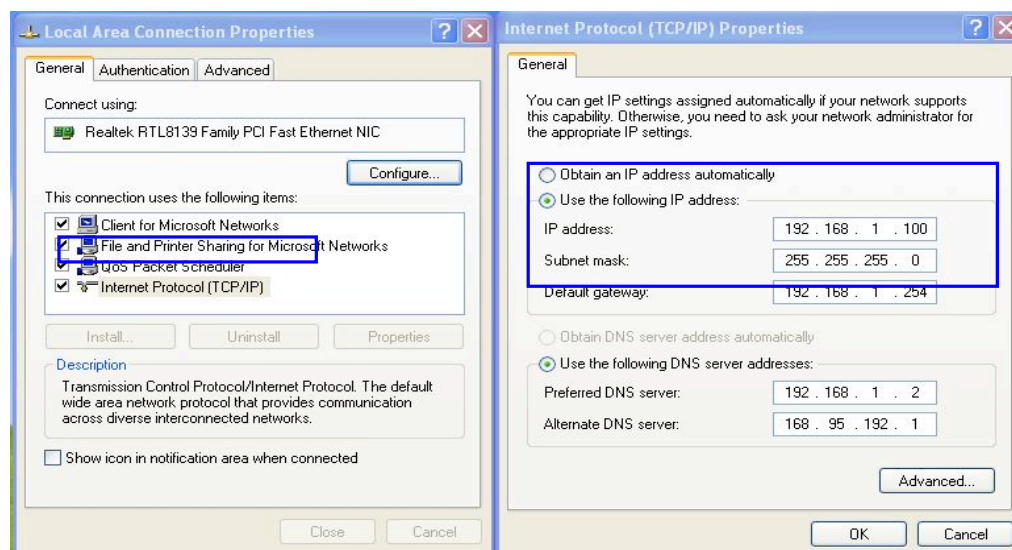 Local Area Connection Properties
General Authentication Advanced
Connect using:
Realtek RTL8139 Family PCI Fast Ethernet NIC
Configure...
This connection uses the following items:
Client for Microsoft Networks
File and Printer Sharing for Microsoft Networks
QoS Packet Scheduler
Internet Protocol (TCP/IP)
Install... Uninstall Properties
Description
Transmission Control Protocol/Internet Protocol. The default
wide area network protocol that provides communication
across diverse interconnected networks.
Show icon in notification area when connected
Close Cancel
Internet Protocol (TCP/IP) Properties
General
You can get IP settings assigned automatically if your network supports
this capability. Otherwise, you need to ask your network administrator for
the appropriate IP settings.
Obtain an IP address automatically
Use the following IP address:
IP address: 192 . 168 . 1 . 100
Subnet mask: 255 . 255 . 255 . 0
Default gateway: 192 . 168 . 1 . 254
Obtain DNS server address automatically
Use the following DNS server addresses:
Preferred DNS server: 192 . 168 . 1 . 2
Alternate DNS server: 168 . 95 . 192 . 1
Advanced...
OK Cancel